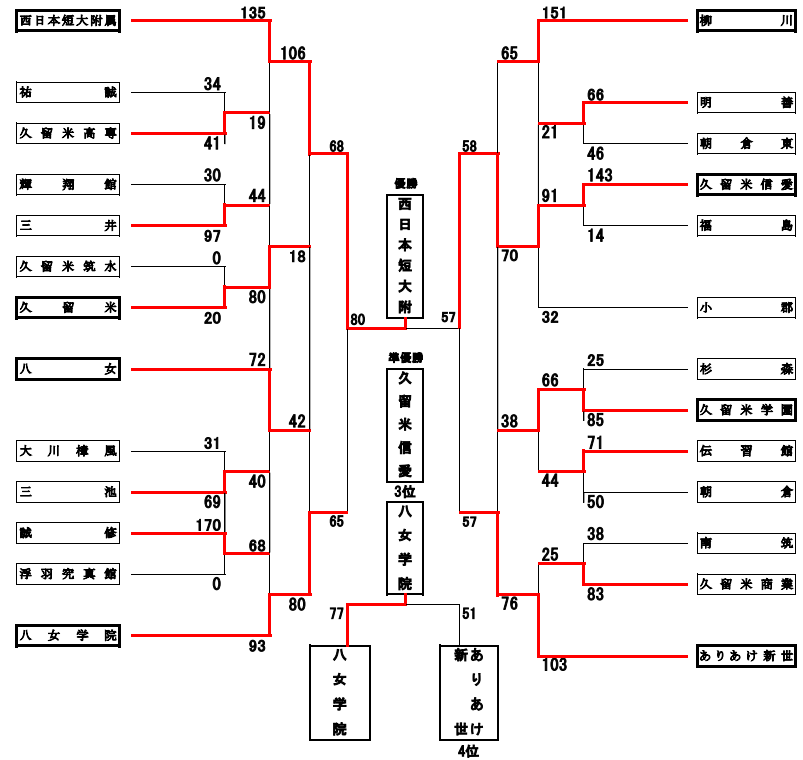 西日本短大附属
135
151
柳川
106
65
祐誠
34
66
明善
久留米高専
41
19
21
46
朝倉東
68
58
輝翔館
30
143
久留米信愛
優勝
西日本短大附
三井
97
44
91
14
福島
久留米筑水
0
18
70
久留米
20
80
32
小郡
80
57
準優勝
久留米信愛
八女
72
25
杉森
42
38
66
85
久留米学園
大川樟風
31
71
伝習館
三池
69
40
44
50
朝倉
3位
八女学院
誠修
170
65
57
38
南筑
浮羽究真館
0
68
25
83
久留米商業
80
76
77
51
八女学院
93
103
ありあけ新世
八女学院
ありあけ
新世
4位